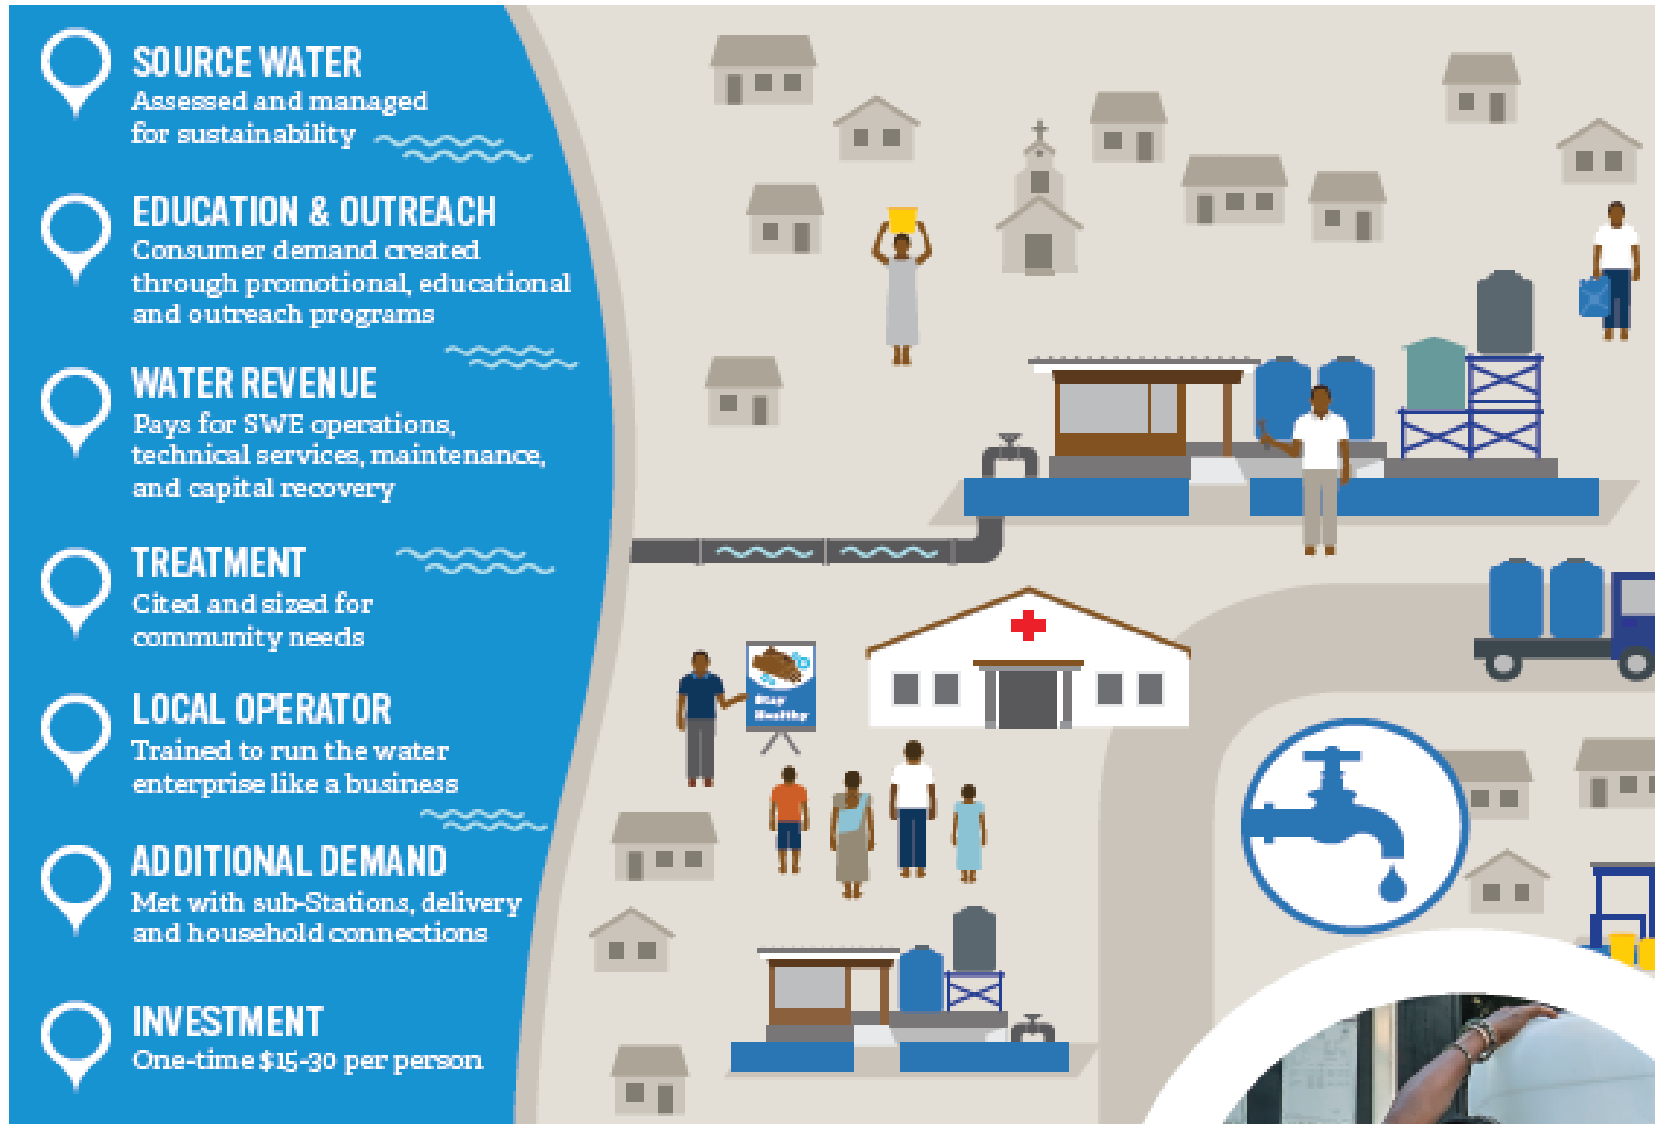 SOURCE WATER
Assessed and managed
for sustainability
EDUCATION & OUTREACH
Consumer demand created
through promotional, educational
and outreach programs
WATER REVENUE
Pays for SWE operations,
technical services, maintenance,
and capital recovery
TREATMENT
Cited and sized for
community needs
LOCAL OPERATOR
Trained to run the water
enterprise like a business
ADDITIONAL DEMAND
Met with sub-Stations, delivery
and household connections
INVESTMENT
One-time $15-30 per person
Stay
Healthy